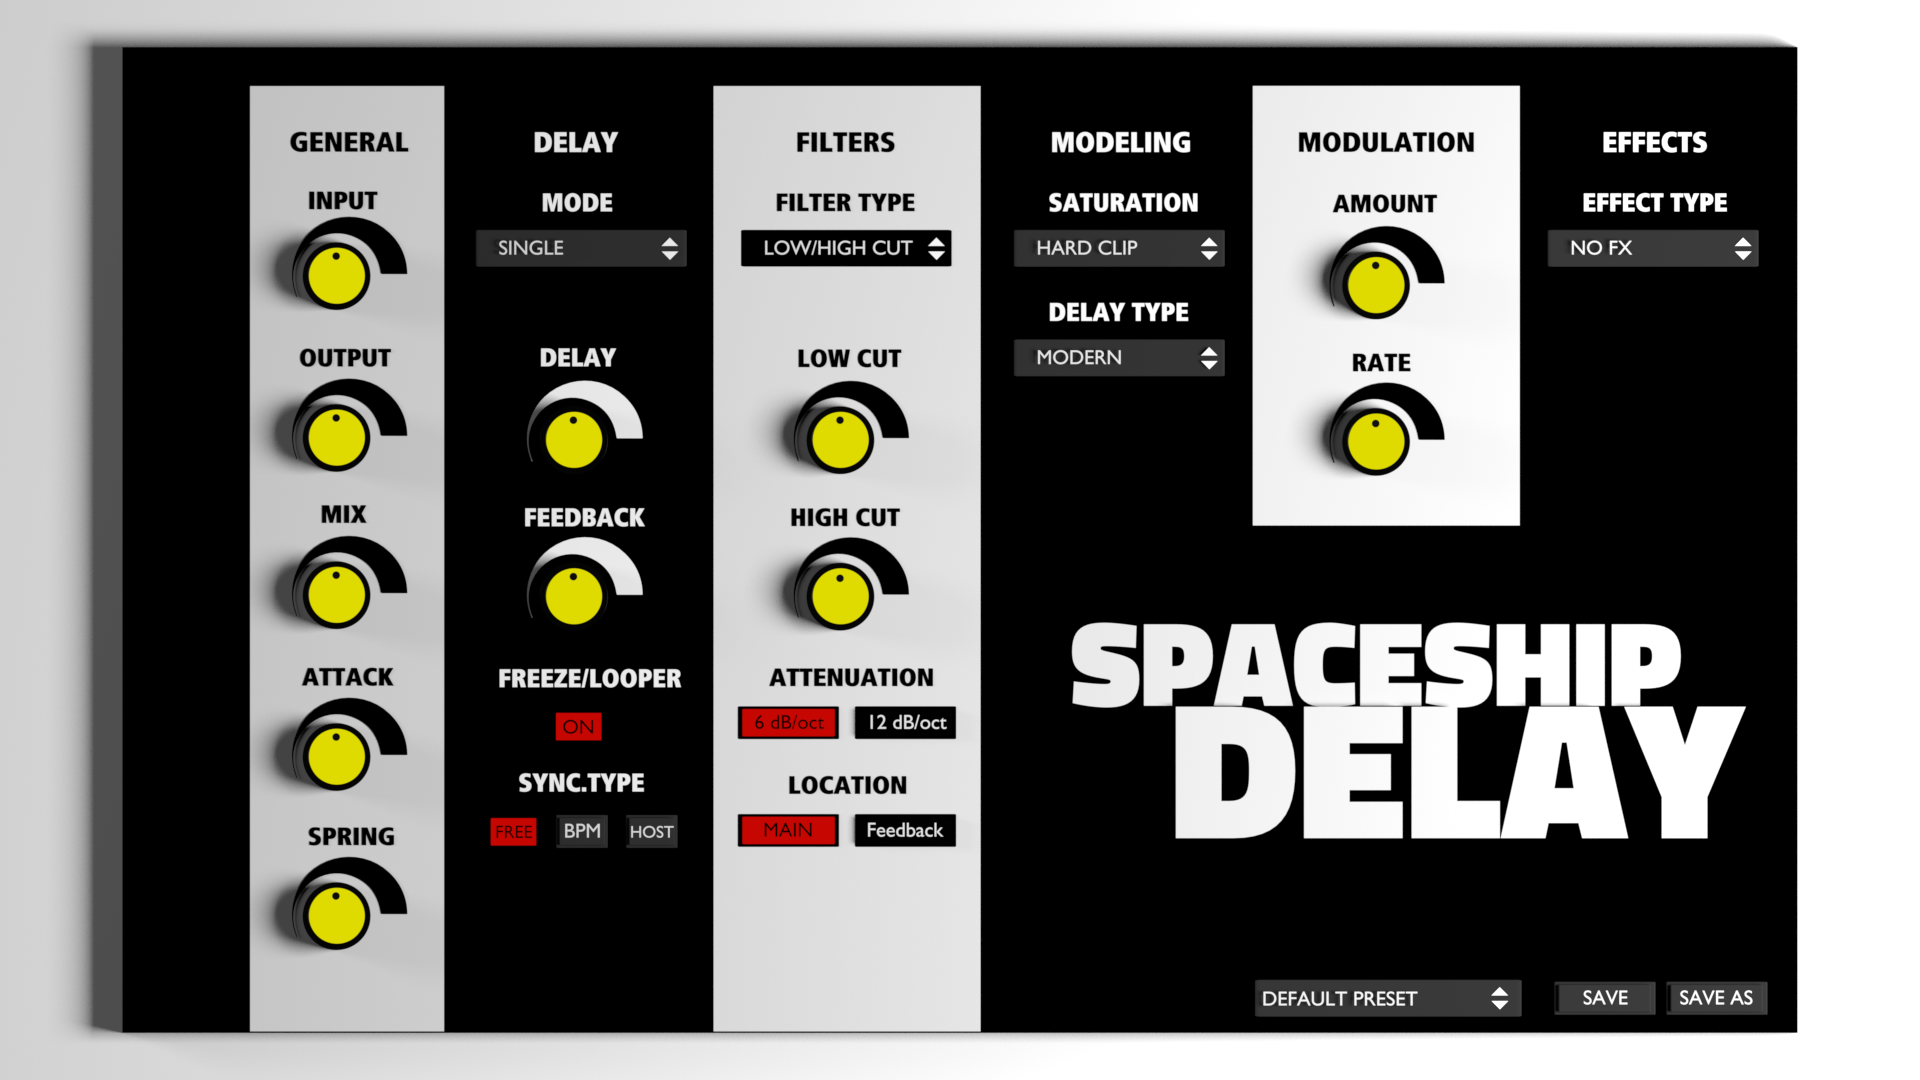 GENERAL
INPUT
OUTPUT
MIX
ATTACK
SPRING
DELAY
MODE
SINGLE
DELAY
FEEDBACK
FREEZE/LOOPER
ON
SYNC.TYPE
FREE BPM HOST
FILTERS
FILTER TYPE
LOW/HIGH CUT
LOW CUT
HIGH CUT
ATTENUATION
6 dB/oct 12 dB/oct
LOCATION
MAIN Feedback
MODELING
SATURATION
HARD CLIP
DELAY TYPE
MODERN
MODULATION
AMOUNT
RATE
EFFECTS
EFFECT TYPE
NO FX
SPACESHIP
DELAY
DEFAULT PRESET SAVE SAVE AS